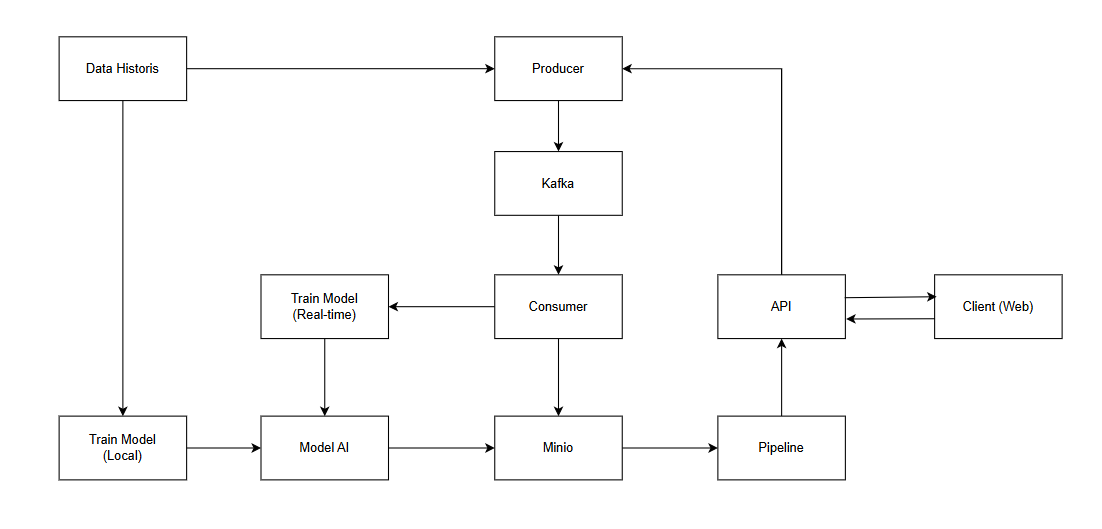 Data Historis
Producer
Kafka
Train Model
(Real-time)
Consumer
API
Client (Web)
Train Model
(Local)
Model AI
Minio
Pipeline